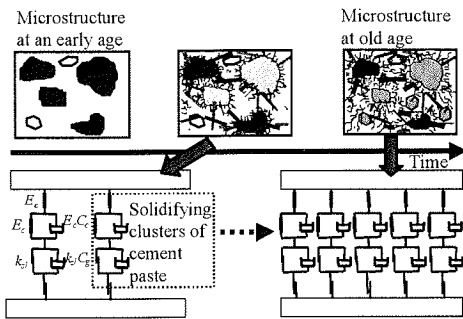 Microstructure
at an early age
Microstructure
at old age
Time
Solidifying
clusters of
cement
paste